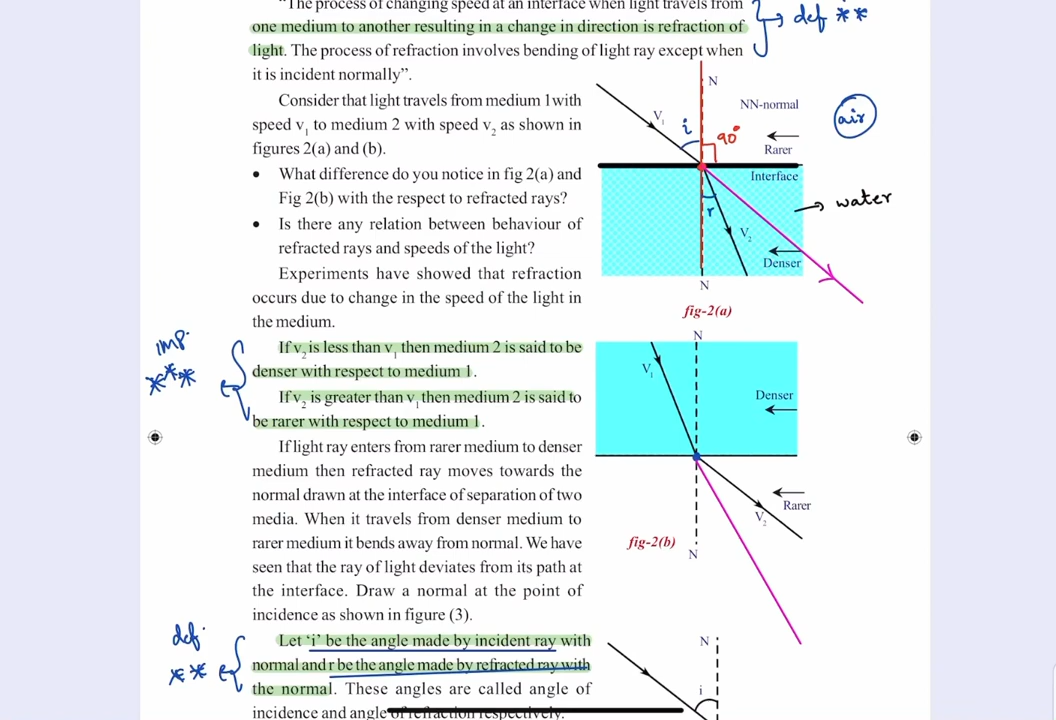 “The process of changing speed at an interface when light travels from
one medium to another resulting in a change in direction is refraction of
light. The process of refraction involves bending of light ray except when
it is incident normally”.
def **
Consider that light travels from medium 1with
speed v1 to medium 2 with speed v2 as shown in
figures 2(a) and (b).
• What difference do you notice in fig 2(a) and
Fig 2(b) with the respect to refracted rays?
• Is there any relation between behaviour of
refracted rays and speeds of the light?
Experiments have showed that refraction
occurs due to change in the speed of the light in
the medium.
imp.
***
If v2 is less than v1 then medium 2 is said to be
denser with respect to medium 1.
If v2 is greater than v1 then medium 2 is said to
be rarer with respect to medium 1.
If light ray enters from rarer medium to denser
medium then refracted ray moves towards the
normal drawn at the interface of separation of two
media. When it travels from denser medium to
rarer medium it bends away from normal. We have
seen that the ray of light deviates from its path at
the interface. Draw a normal at the point of
incidence as shown in figure (3).
def.
**
Let ‘i’ be the angle made by incident ray with
normal and r be the angle made by refracted ray with
the normal. These angles are called angle of
incidence and angle of refraction respectively.
N
NN-normal
air
V1
i
90°
Rarer
Interface
water
r
V2
Denser
N
fig-2(a)
N
V1
Denser
Rarer
V2
fig-2(b)
N
N
i